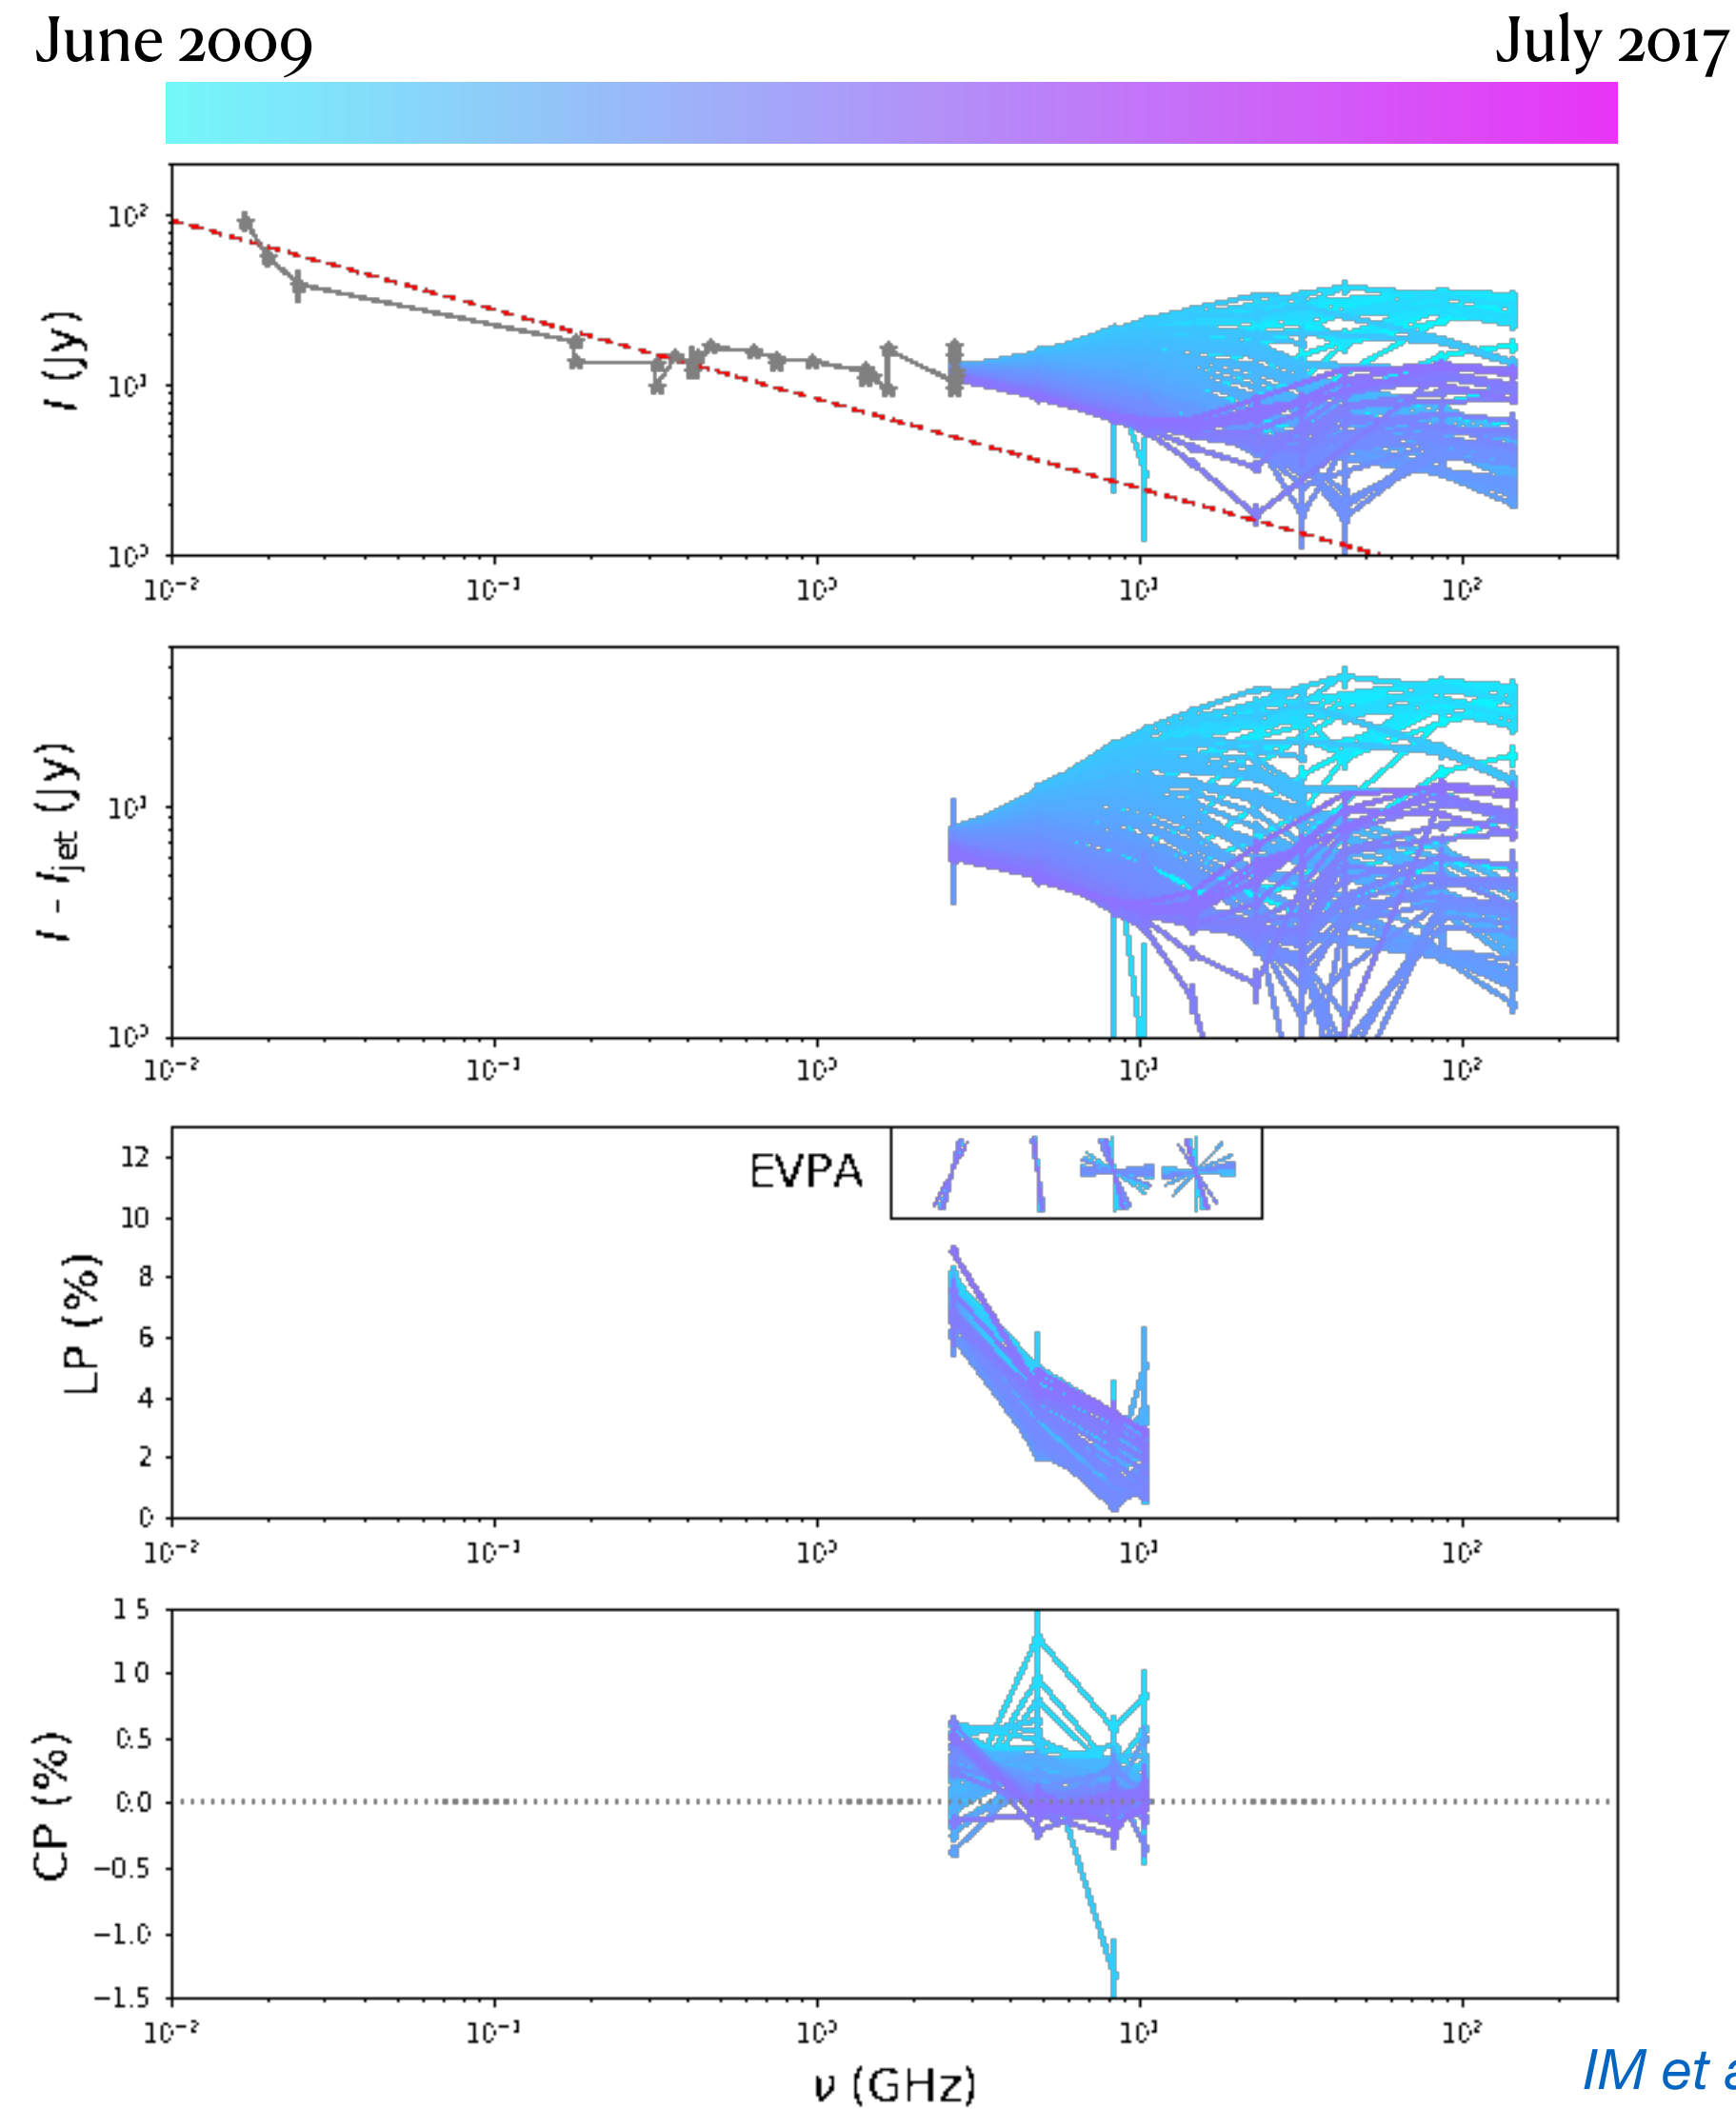 June 2009 July 2017
I (Jy)
10² 
10¹
10⁰
10⁻² 10⁻¹ 10⁰ 10¹ 10²
I - I_jet (Jy)
10¹
10⁰
10⁻² 10⁻¹ 10⁰ 10¹ 10²
EVPA
LP (%)
12
10
8
6
4
2
0
10⁻² 10⁻¹ 10⁰ 10¹ 10²
CP (%)
1.5
1.0
0.5
0.0
−0.5
−1.0
−1.5
10⁻² 10⁻¹ 10⁰ 10¹ 10²
ν (GHz)
IM et a